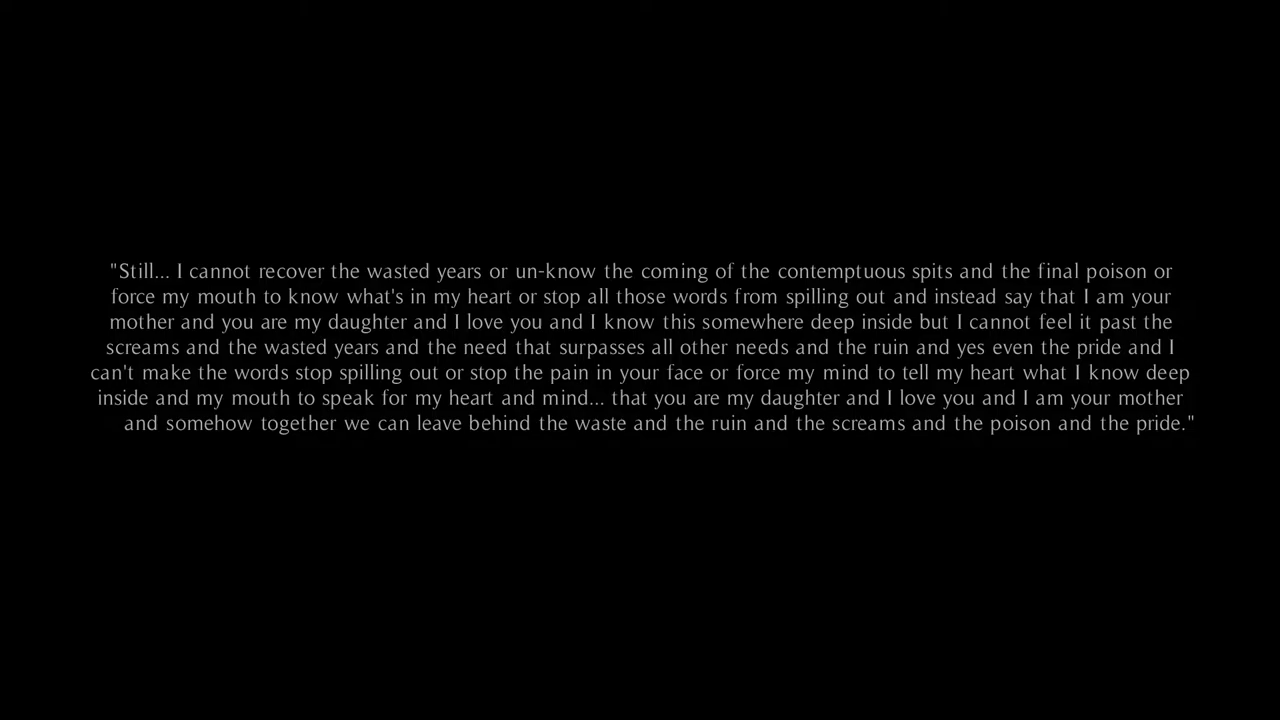 "Still... I cannot recover the wasted years or un-know the coming of the contemptuous spits and the final poison or
force my mouth to know what's in my heart or stop all those words from spilling out and instead say that I am your
mother and you are my daughter and I love you and I know this somewhere deep inside but I cannot feel it past the
screams and the wasted years and the need that surpasses all other needs and the ruin and yes even the pride and I
can't make the words stop spilling out or stop the pain in your face or force my mind to tell my heart what I know deep
inside and my mouth to speak for my heart and mind... that you are my daughter and I love you and I am your mother
and somehow together we can leave behind the waste and the ruin and the screams and the poison and the pride."